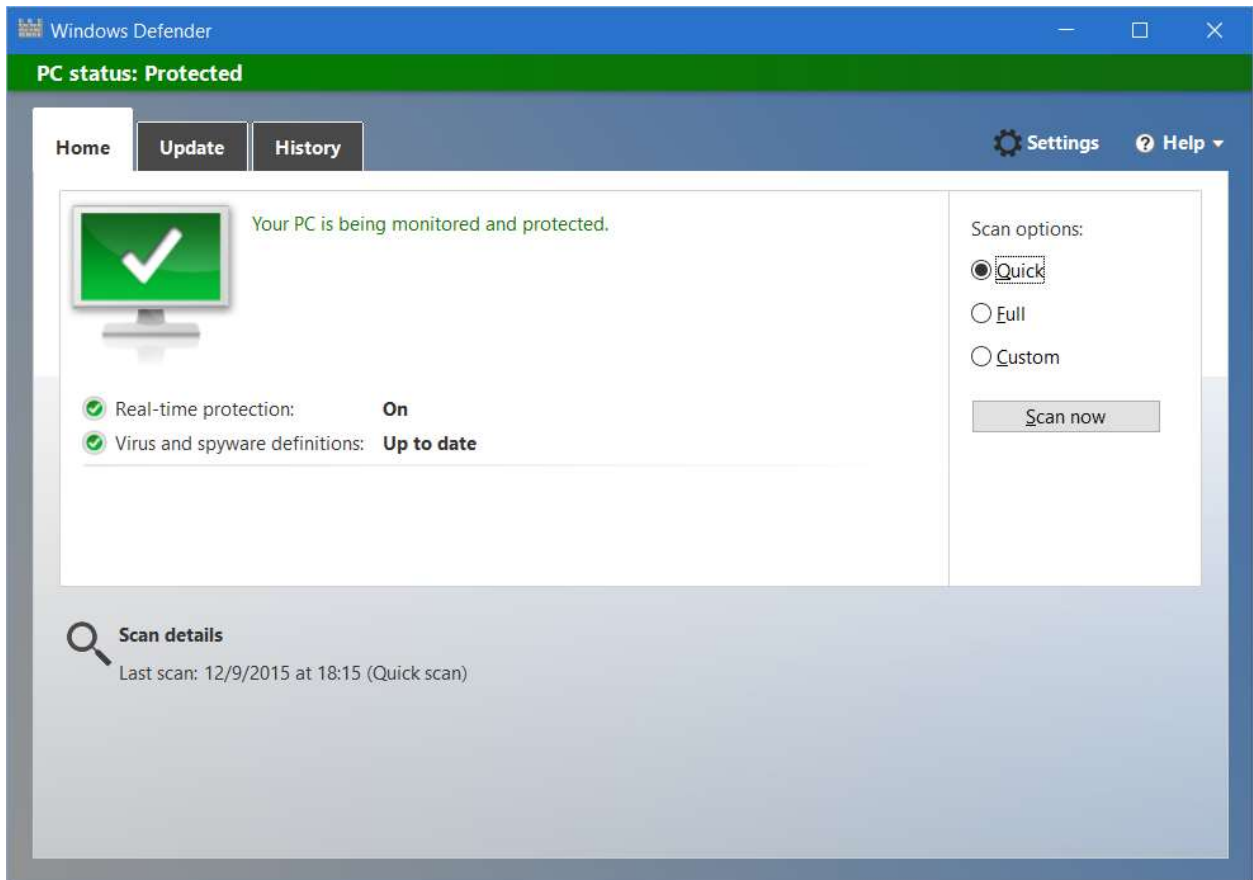 Windows Defender
PC status: Protected
Home
Update
History
Settings
Help
Your PC is being monitored and protected.
Real-time protection: On
Virus and spyware definitions: Up to date
Scan options:
Quick
Full
Custom
Scan now
Scan details
Last scan: 12/9/2015 at 18:15 (Quick scan)